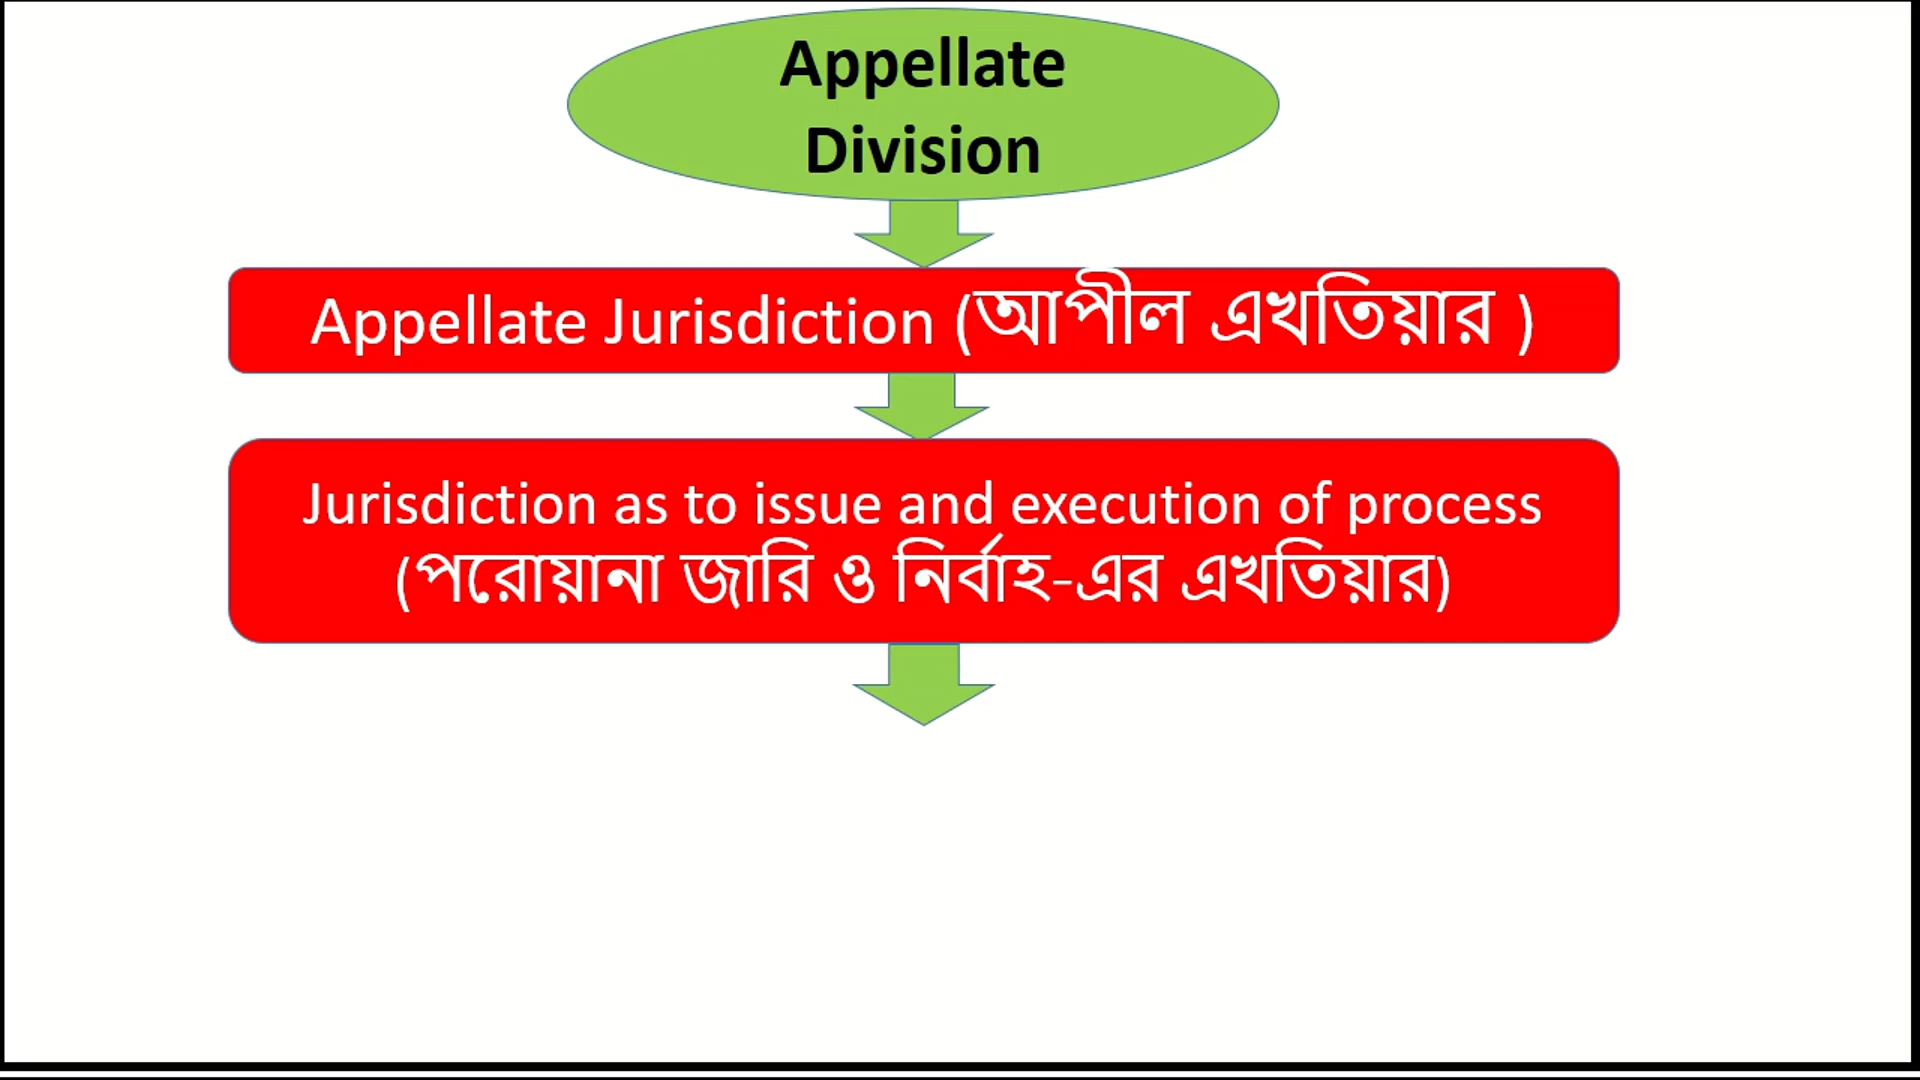 Appellate
Division
Appellate Jurisdiction (আপীল এখতিয়ার )
Jurisdiction as to issue and execution of process
(পরোয়ানা জারি ও নির্বাহ-এর এখতিয়ার)